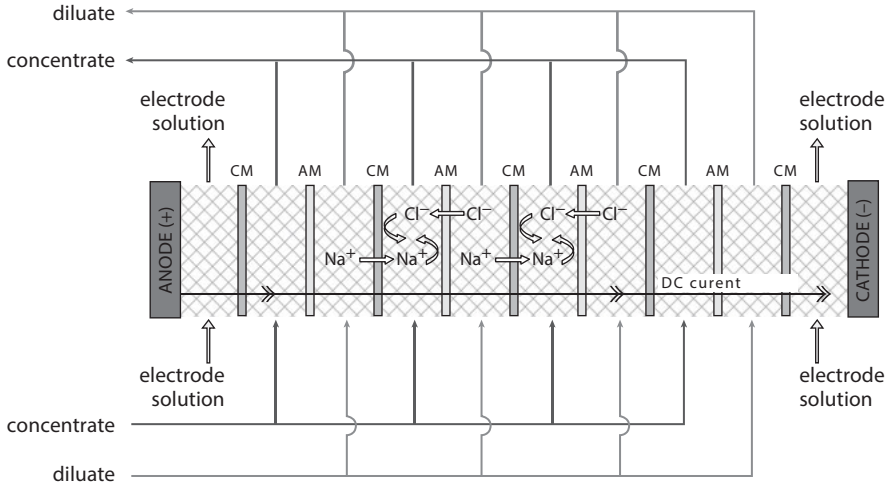 diluate
concentrate
electrode
solution
electrode
solution
CM
AM
CM
AM
CM
AM
CM
AM
CM
ANODE (+)
CATHODE (–)
Cl⁻
Cl⁻
Cl⁻
Cl⁻
Na⁺
Na⁺
Na⁺
Na⁺
DC curent
electrode
solution
electrode
solution
concentrate
diluate